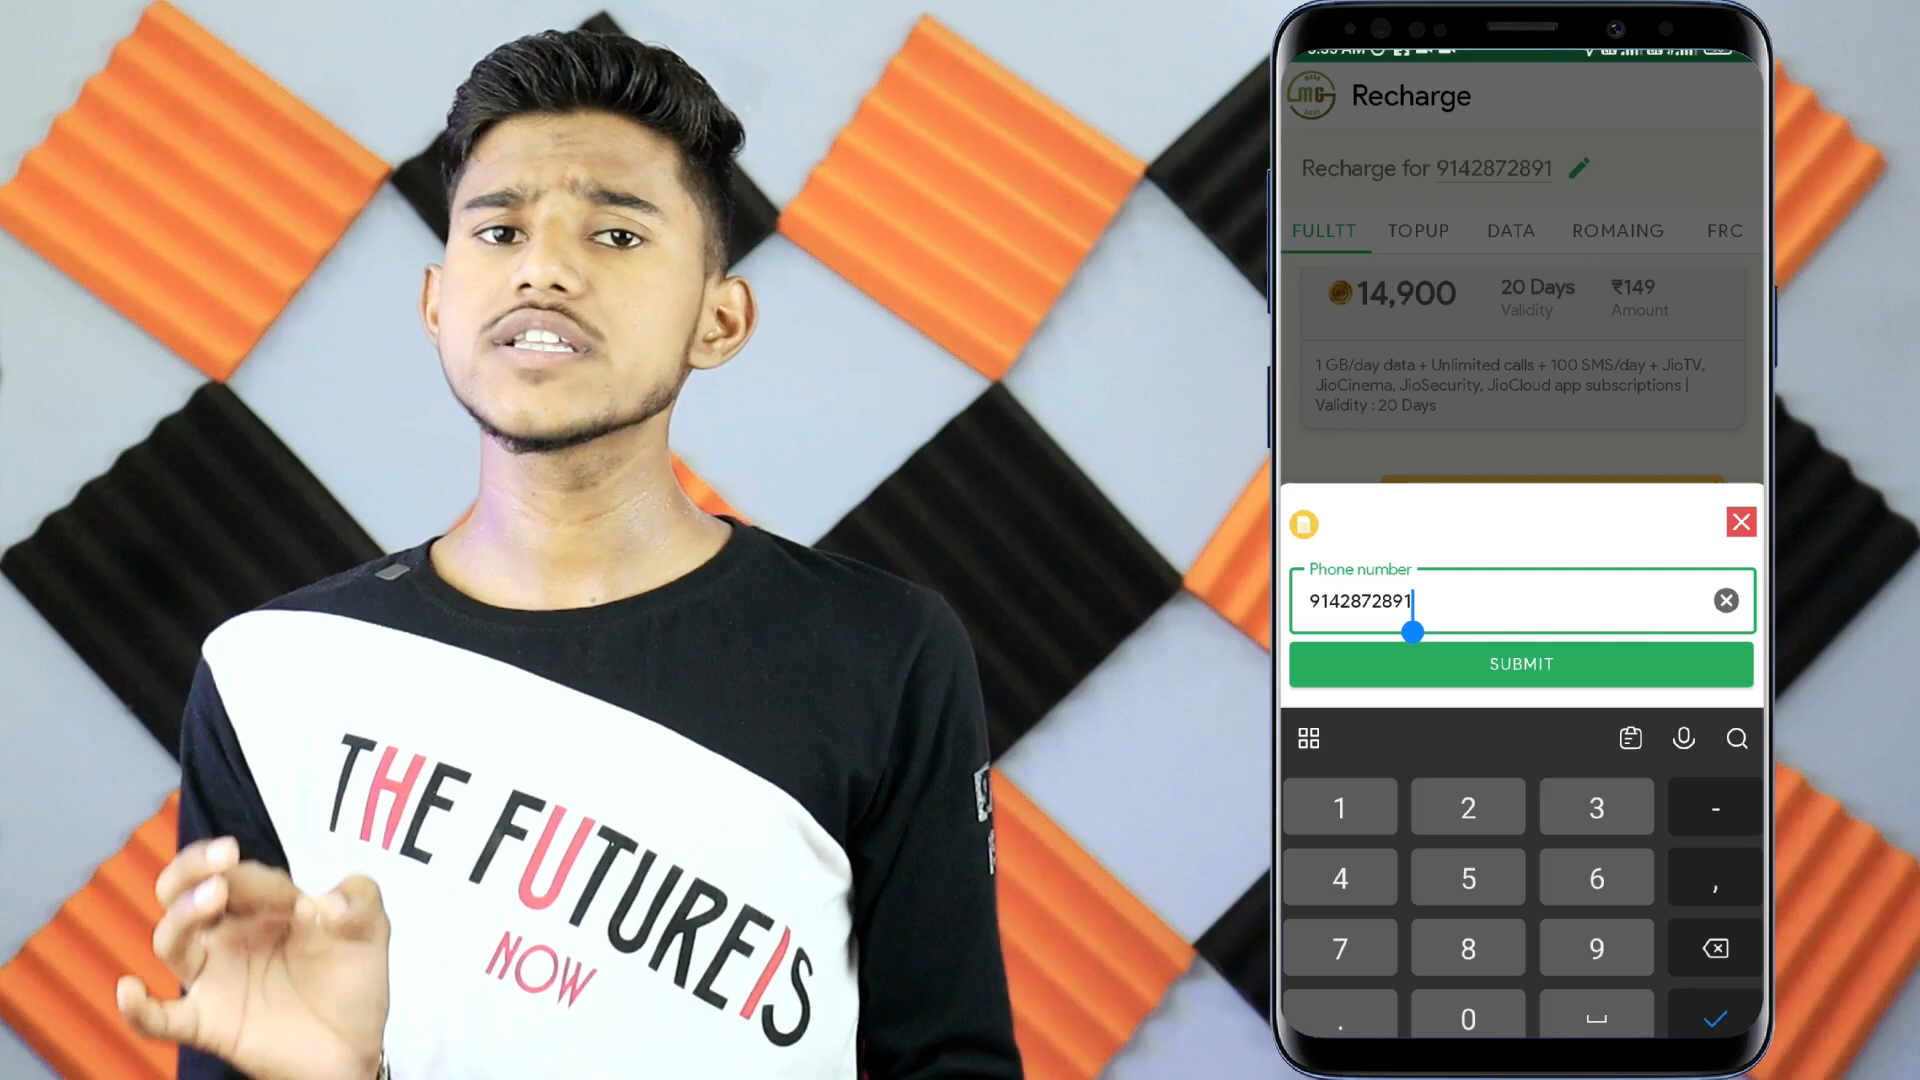 THE FUTURE IS
NOW
MG
Recharge
Recharge for 9142872891
FULLTT TOPUP DATA ROMAING FRC
14,900 20 Days ₹149
Validity Amount
1 GB/day data + Unlimited calls + 100 SMS/day + JioTV,
JioCinema, JioSecurity, JioCloud app subscriptions |
Validity : 20 Days
Phone number
9142872891
SUBMIT
1 2 3 -
4 5 6 ,
7 8 9
. 0